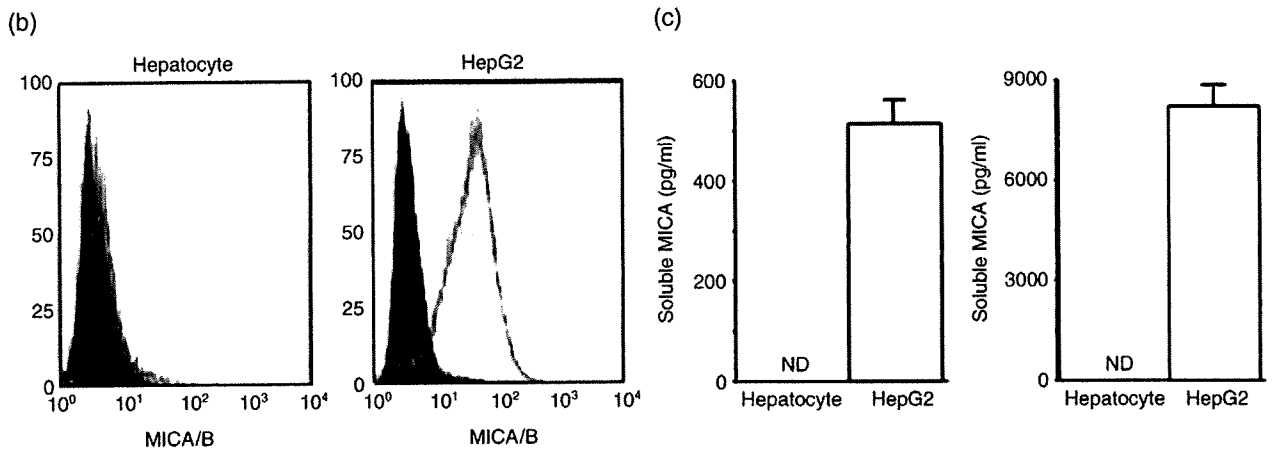 (b)
Hepatocyte
100
75
50
25
0
10⁰ 10¹ 10² 10³ 10⁴
MICA/B
HepG2
100
75
50
25
0
10⁰ 10¹ 10² 10³ 10⁴
MICA/B
(c)
Soluble MICA (pg/ml)
600
400
200
0
ND
Hepatocyte HepG2
Soluble MICA (pg/ml)
9000
6000
3000
0
ND
Hepatocyte HepG2